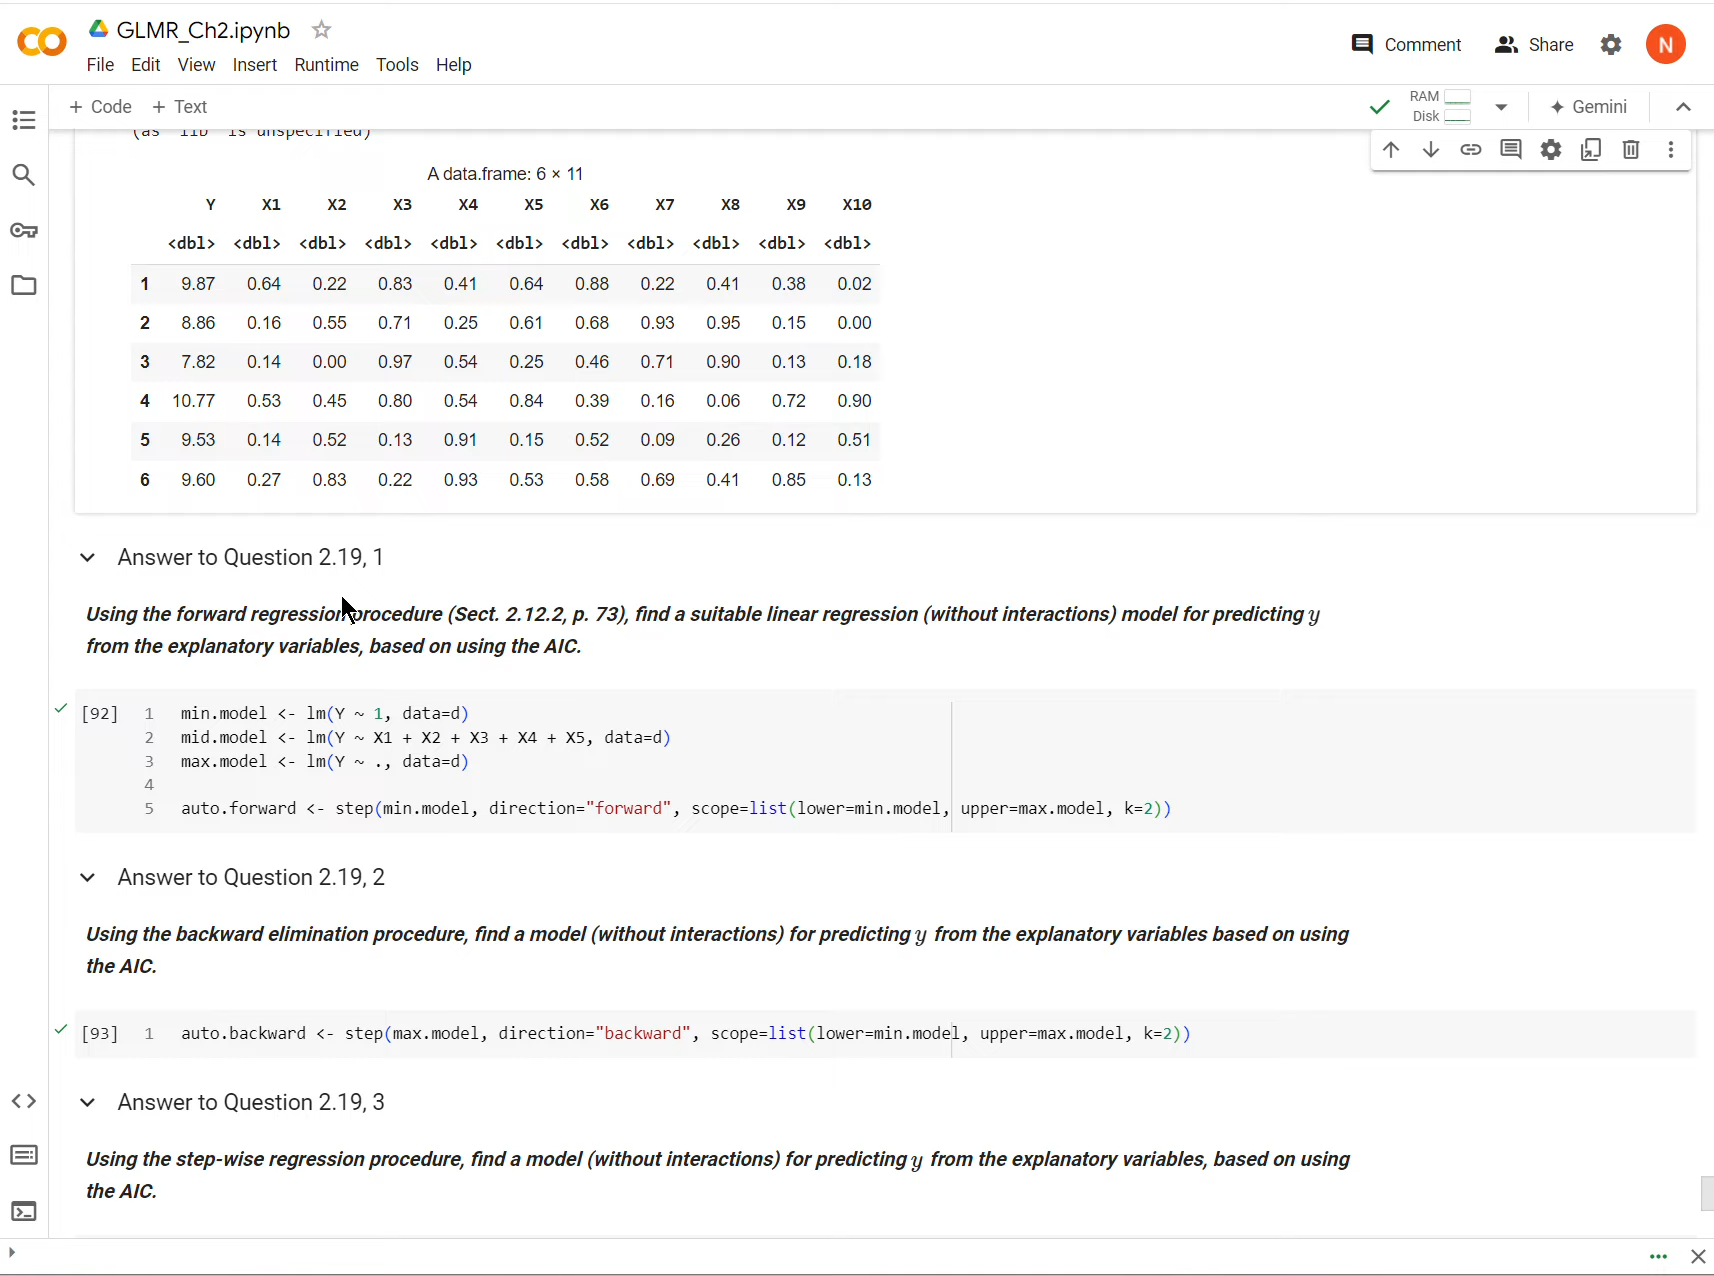 GLMR_Ch2.ipynb
Comment
Share
N
File Edit View Insert Runtime Tools Help
+ Code + Text
RAM
Disk
Gemini
(as 'lib' is unspecified)
A data.frame: 6 × 11
Y X1 X2 X3 X4 X5 X6 X7 X8 X9 X10
<dbl> <dbl> <dbl> <dbl> <dbl> <dbl> <dbl> <dbl> <dbl> <dbl> <dbl>
1 9.87 0.64 0.22 0.83 0.41 0.64 0.88 0.22 0.41 0.38 0.02
2 8.86 0.16 0.55 0.71 0.25 0.61 0.68 0.93 0.95 0.15 0.00
3 7.82 0.14 0.00 0.97 0.54 0.25 0.46 0.71 0.90 0.13 0.18
4 10.77 0.53 0.45 0.80 0.54 0.84 0.39 0.16 0.06 0.72 0.90
5 9.53 0.14 0.52 0.13 0.91 0.15 0.52 0.09 0.26 0.12 0.51
6 9.60 0.27 0.83 0.22 0.93 0.53 0.58 0.69 0.41 0.85 0.13
Answer to Question 2.19, 1
Using the forward regression procedure (Sect. 2.12.2, p. 73), find a suitable linear regression (without interactions) model for predicting y
from the explanatory variables, based on using the AIC.
[92] 1 min.model <- lm(Y ~ 1, data=d)
2 mid.model <- lm(Y ~ X1 + X2 + X3 + X4 + X5, data=d)
3 max.model <- lm(Y ~ ., data=d)
4
5 auto.forward <- step(min.model, direction="forward", scope=list(lower=min.model, upper=max.model, k=2))
Answer to Question 2.19, 2
Using the backward elimination procedure, find a model (without interactions) for predicting y from the explanatory variables based on using
the AIC.
[93] 1 auto.backward <- step(max.model, direction="backward", scope=list(lower=min.model, upper=max.model, k=2))
Answer to Question 2.19, 3
Using the step-wise regression procedure, find a model (without interactions) for predicting y from the explanatory variables, based on using
the AIC.